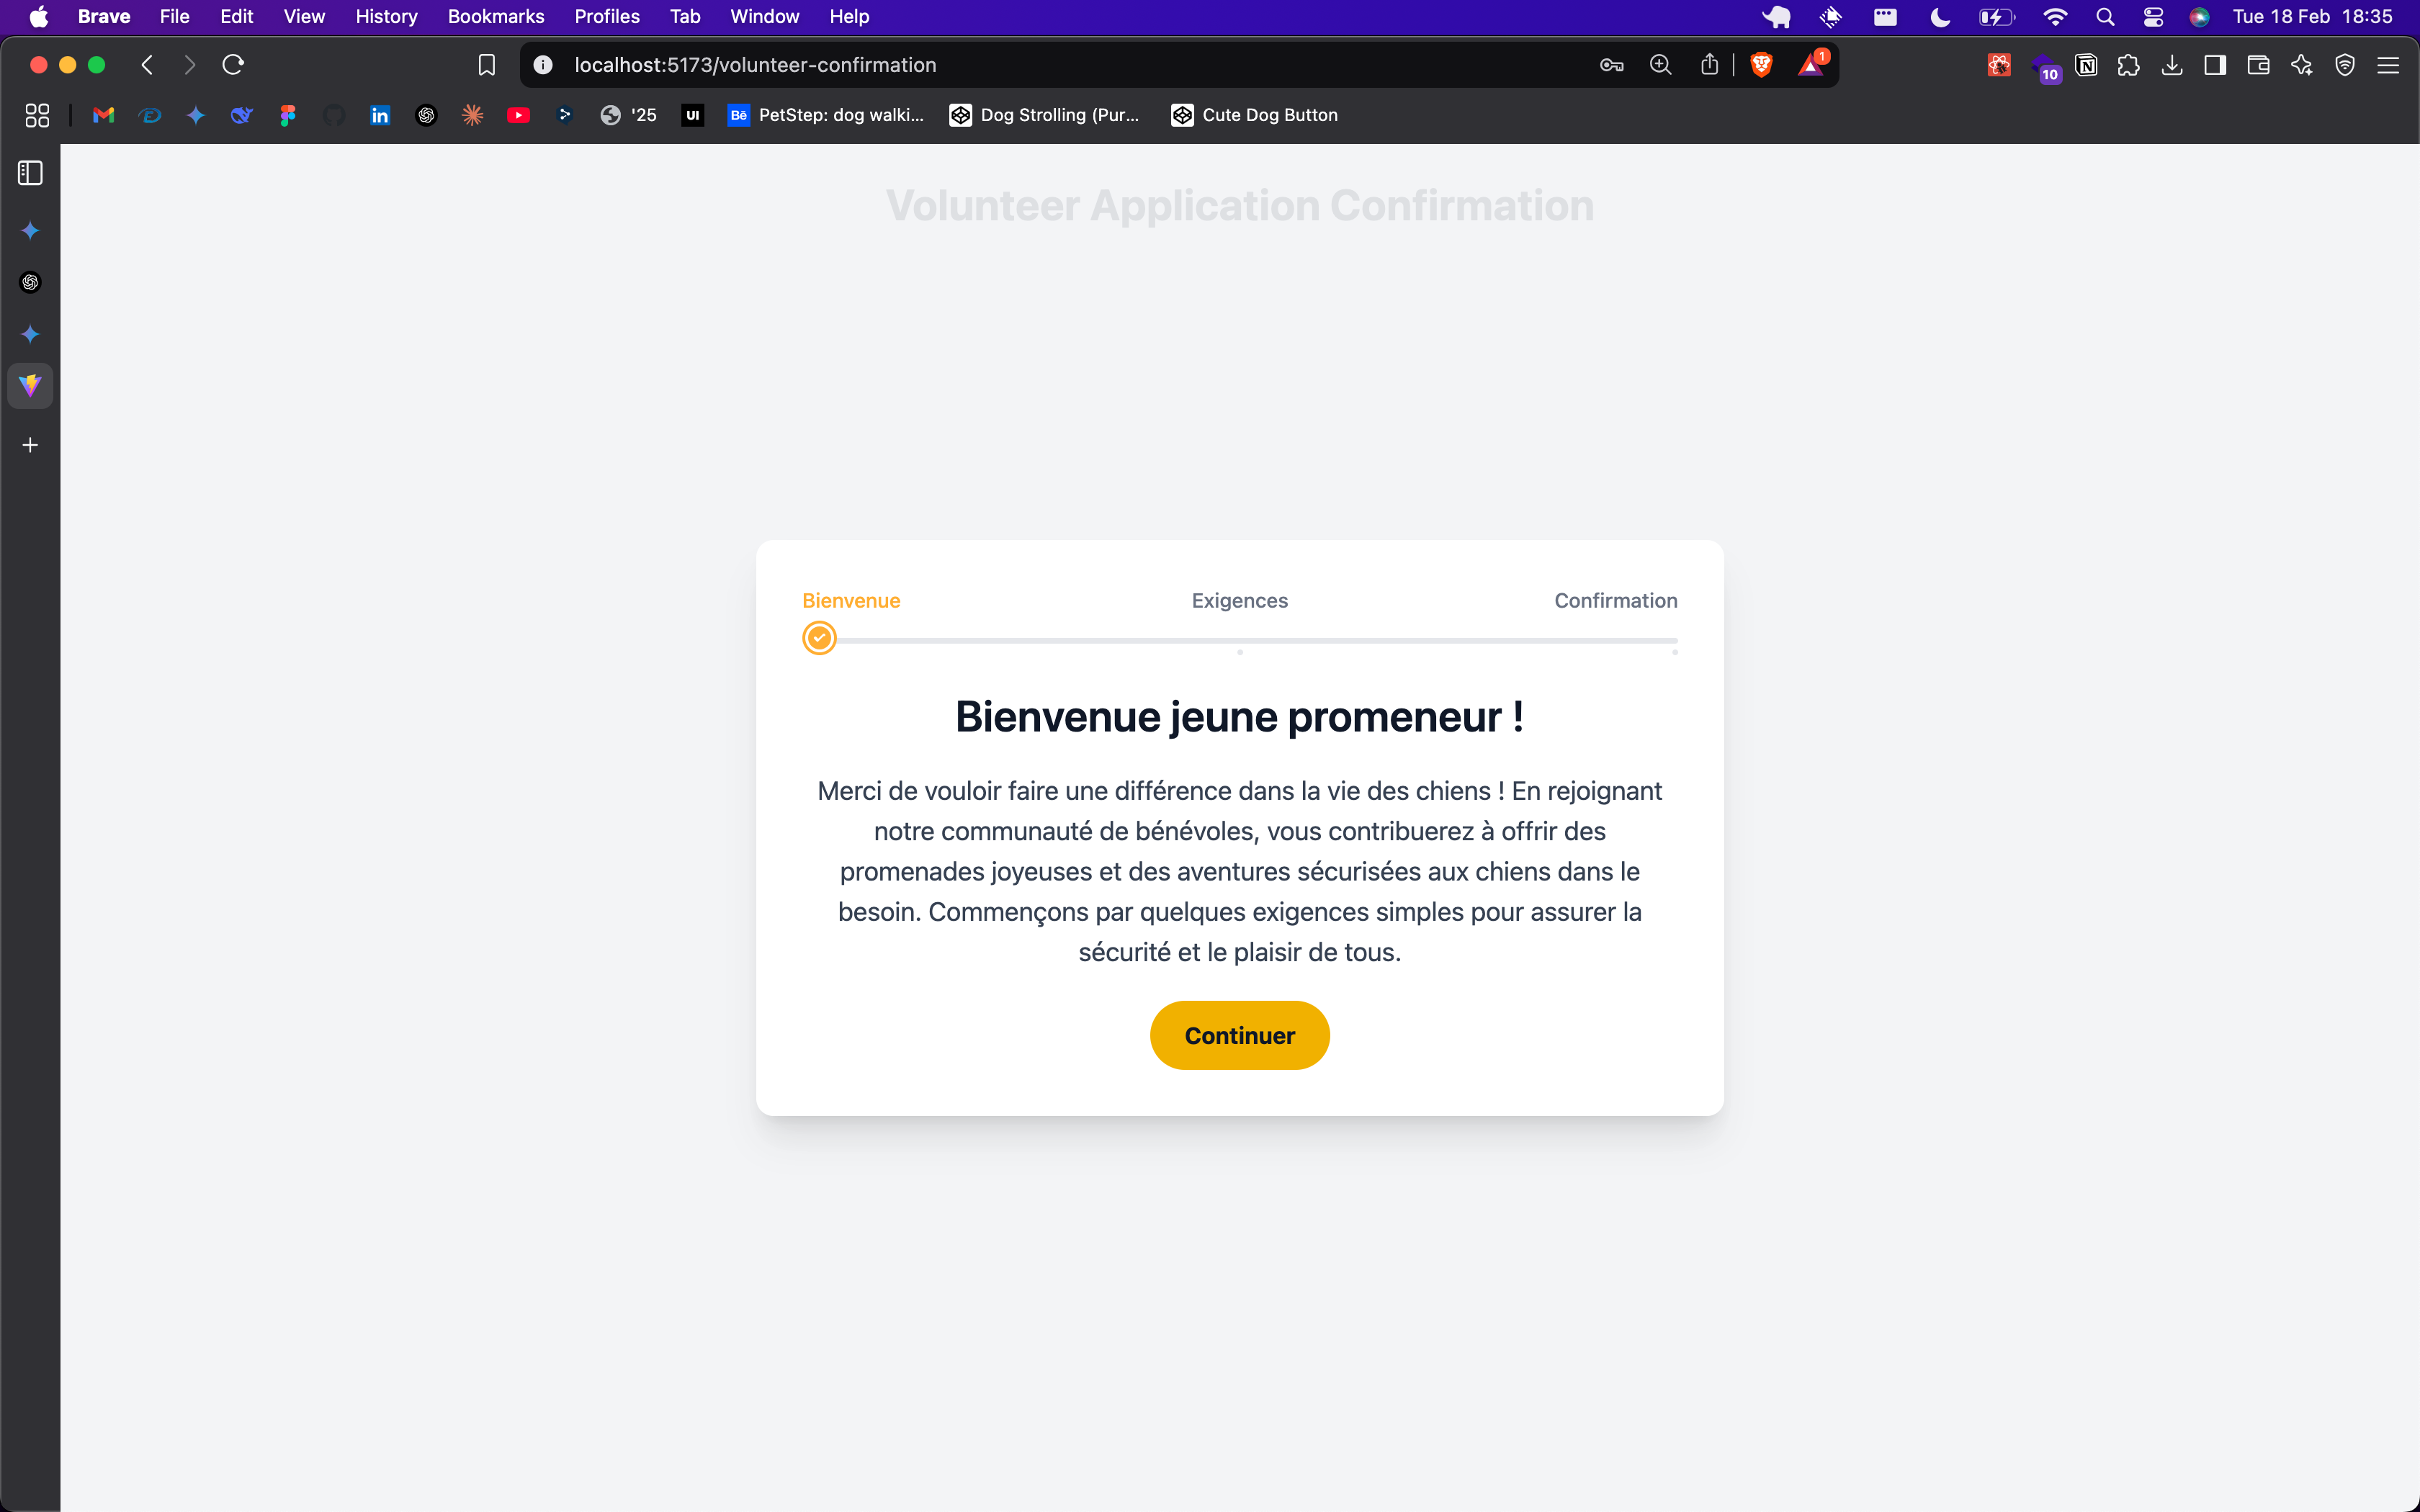 Brave File Edit View History Bookmarks Profiles Tab Window Help Tue 18 Feb 18:35
localhost:5173/volunteer-confirmation 1 10
'25 UI Bē PetStep: dog walki... Dog Strolling (Pur... Cute Dog Button
Volunteer Application Confirmation
Bienvenue Exigences Confirmation
Bienvenue jeune promeneur !
Merci de vouloir faire une différence dans la vie des chiens ! En rejoignant
notre communauté de bénévoles, vous contribuerez à offrir des
promenades joyeuses et des aventures sécurisées aux chiens dans le
besoin. Commençons par quelques exigences simples pour assurer la
sécurité et le plaisir de tous.
Continuer